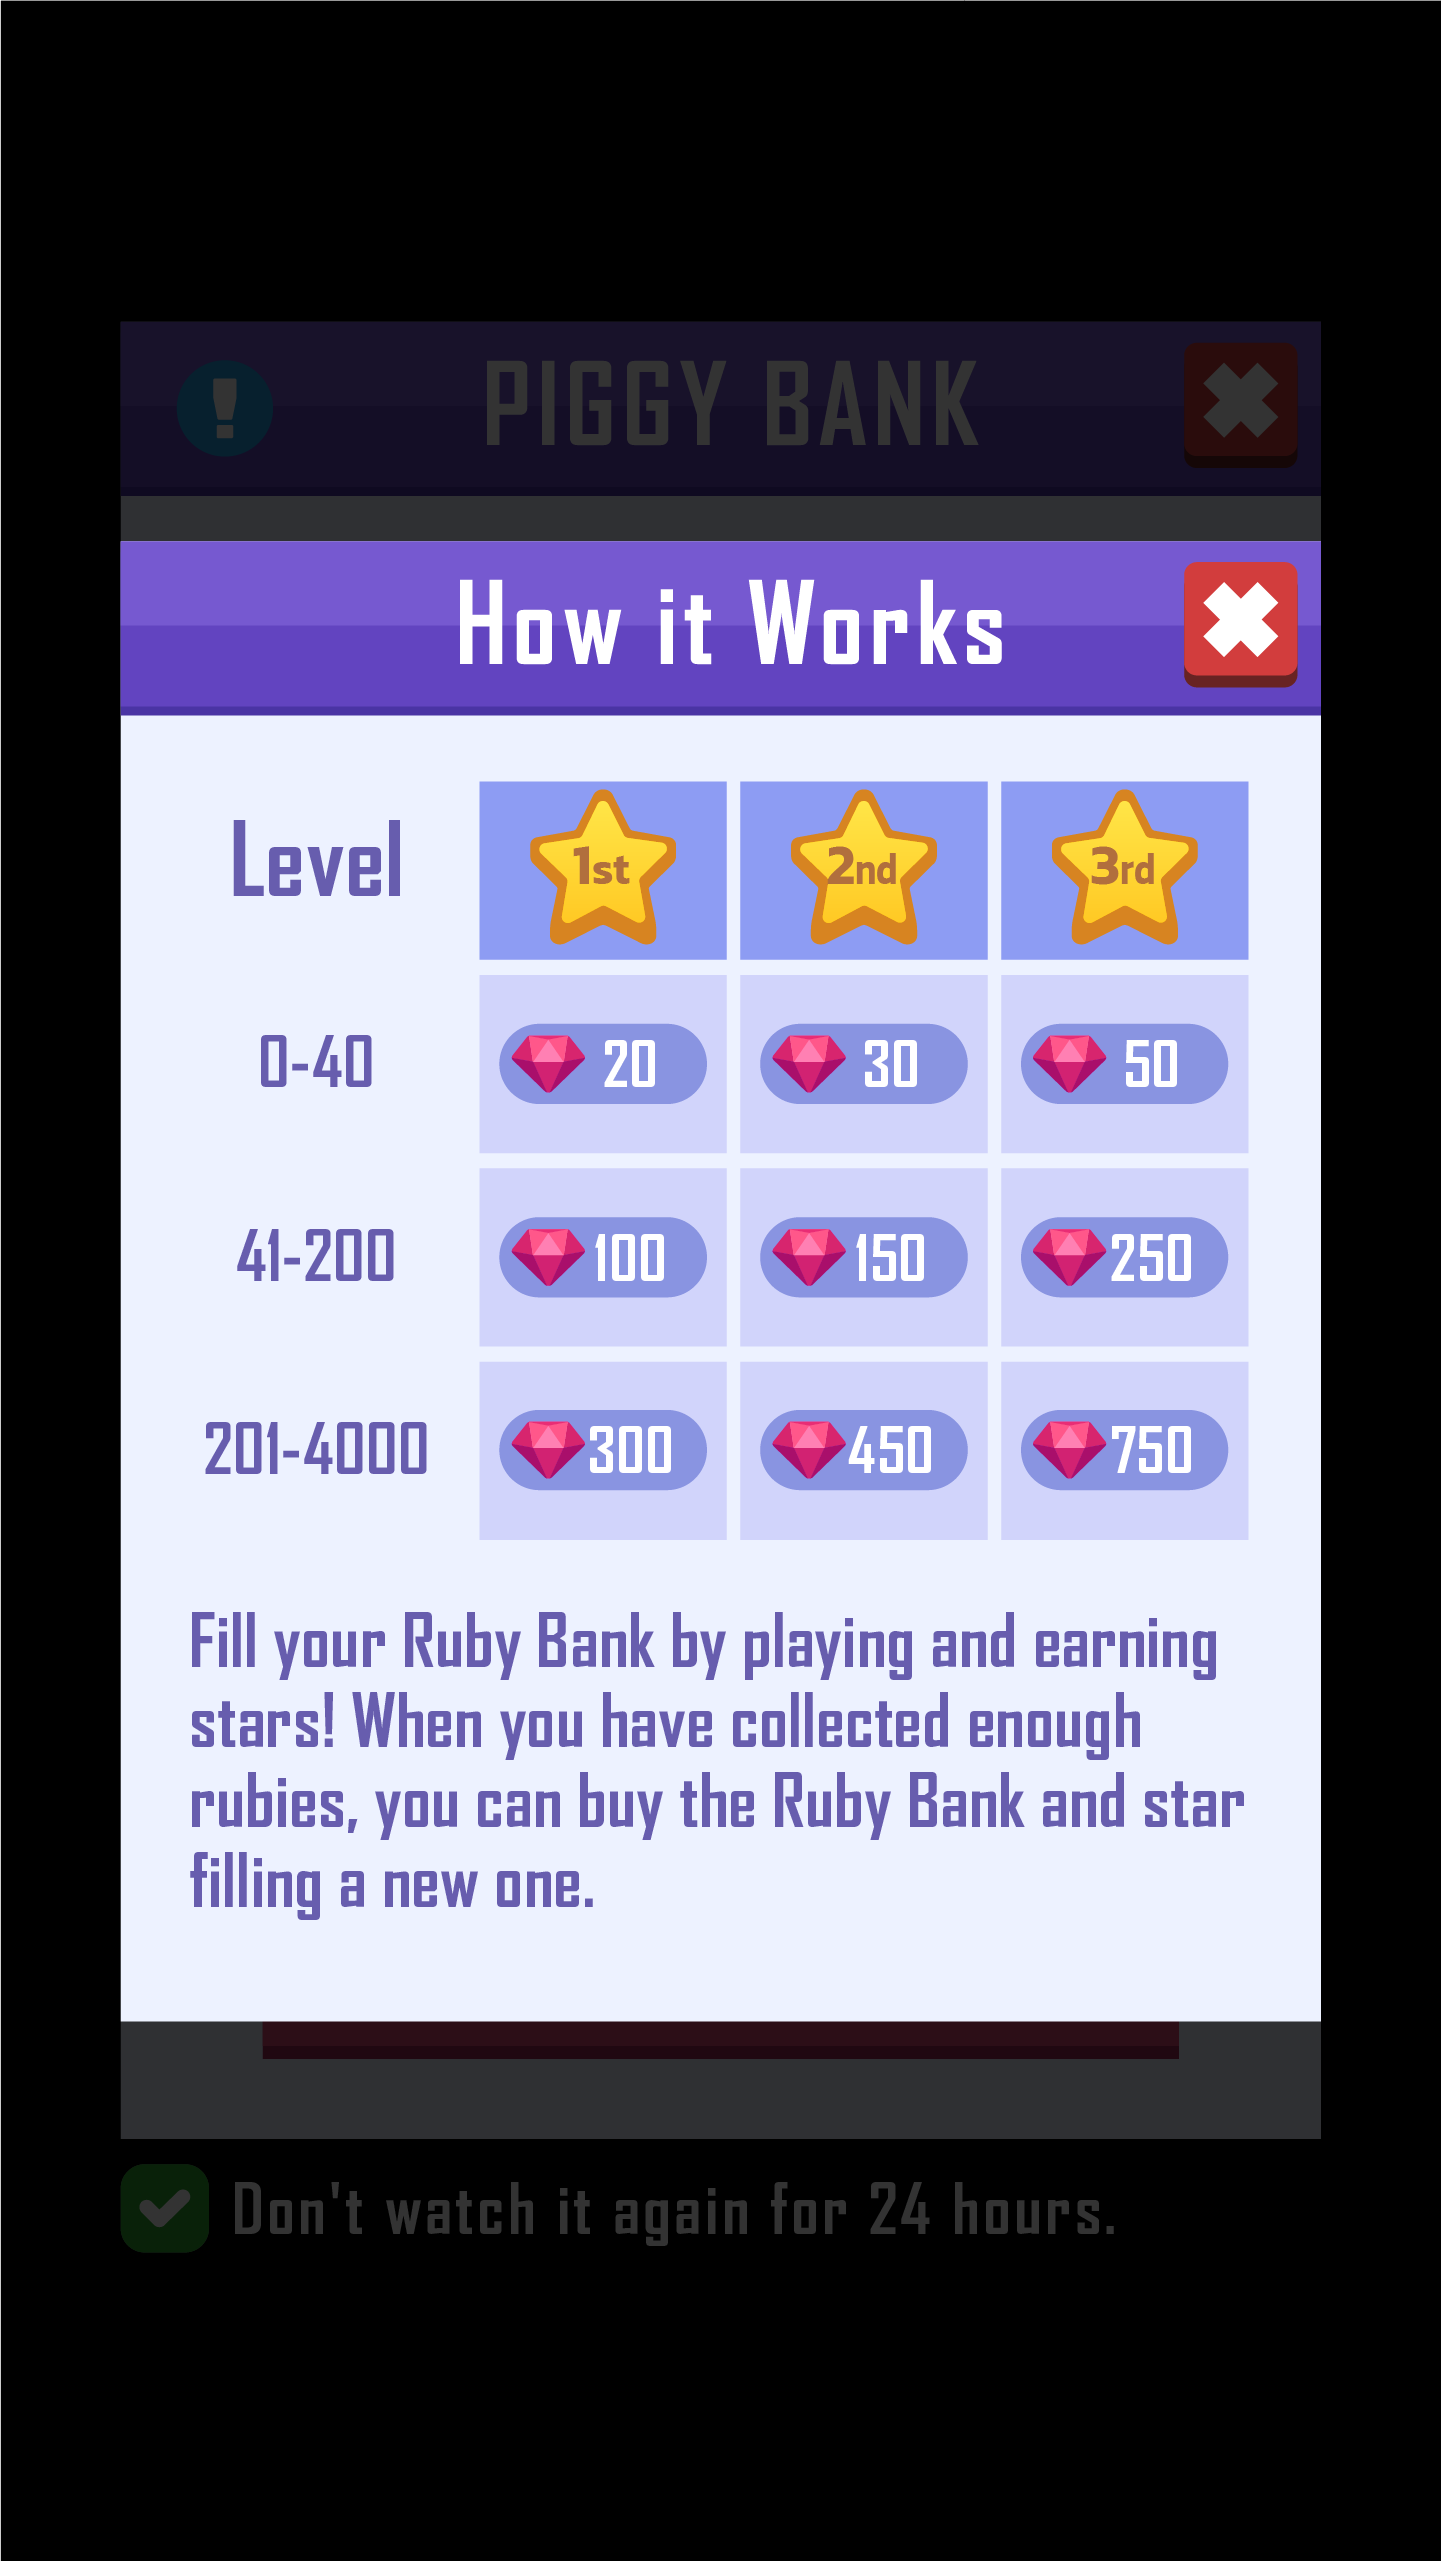 PIGGY BANK
How it Works
Level 1st 2nd 3rd
0-40 20 30 50
41-200 100 150 250
201-4000 300 450 750
Fill your Ruby Bank by playing and earning
stars! When you have collected enough
rubies, you can buy the Ruby Bank and star
filling a new one.
Don't watch it again for 24 hours.